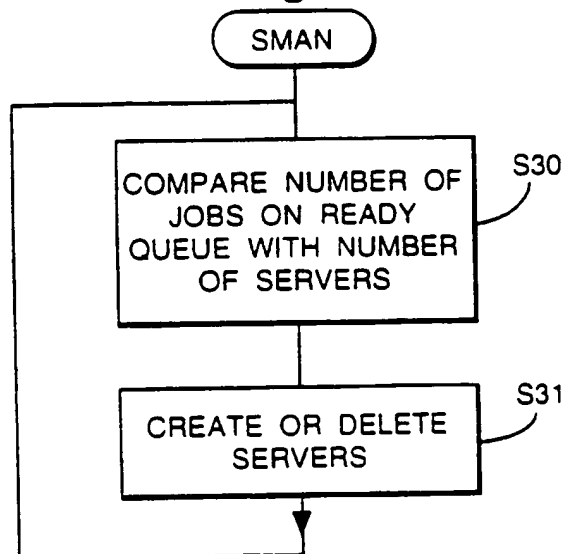 SMAN
COMPARE NUMBER OF
JOBS ON READY
QUEUE WITH NUMBER
OF SERVERS
S30
CREATE OR DELETE
SERVERS
S31